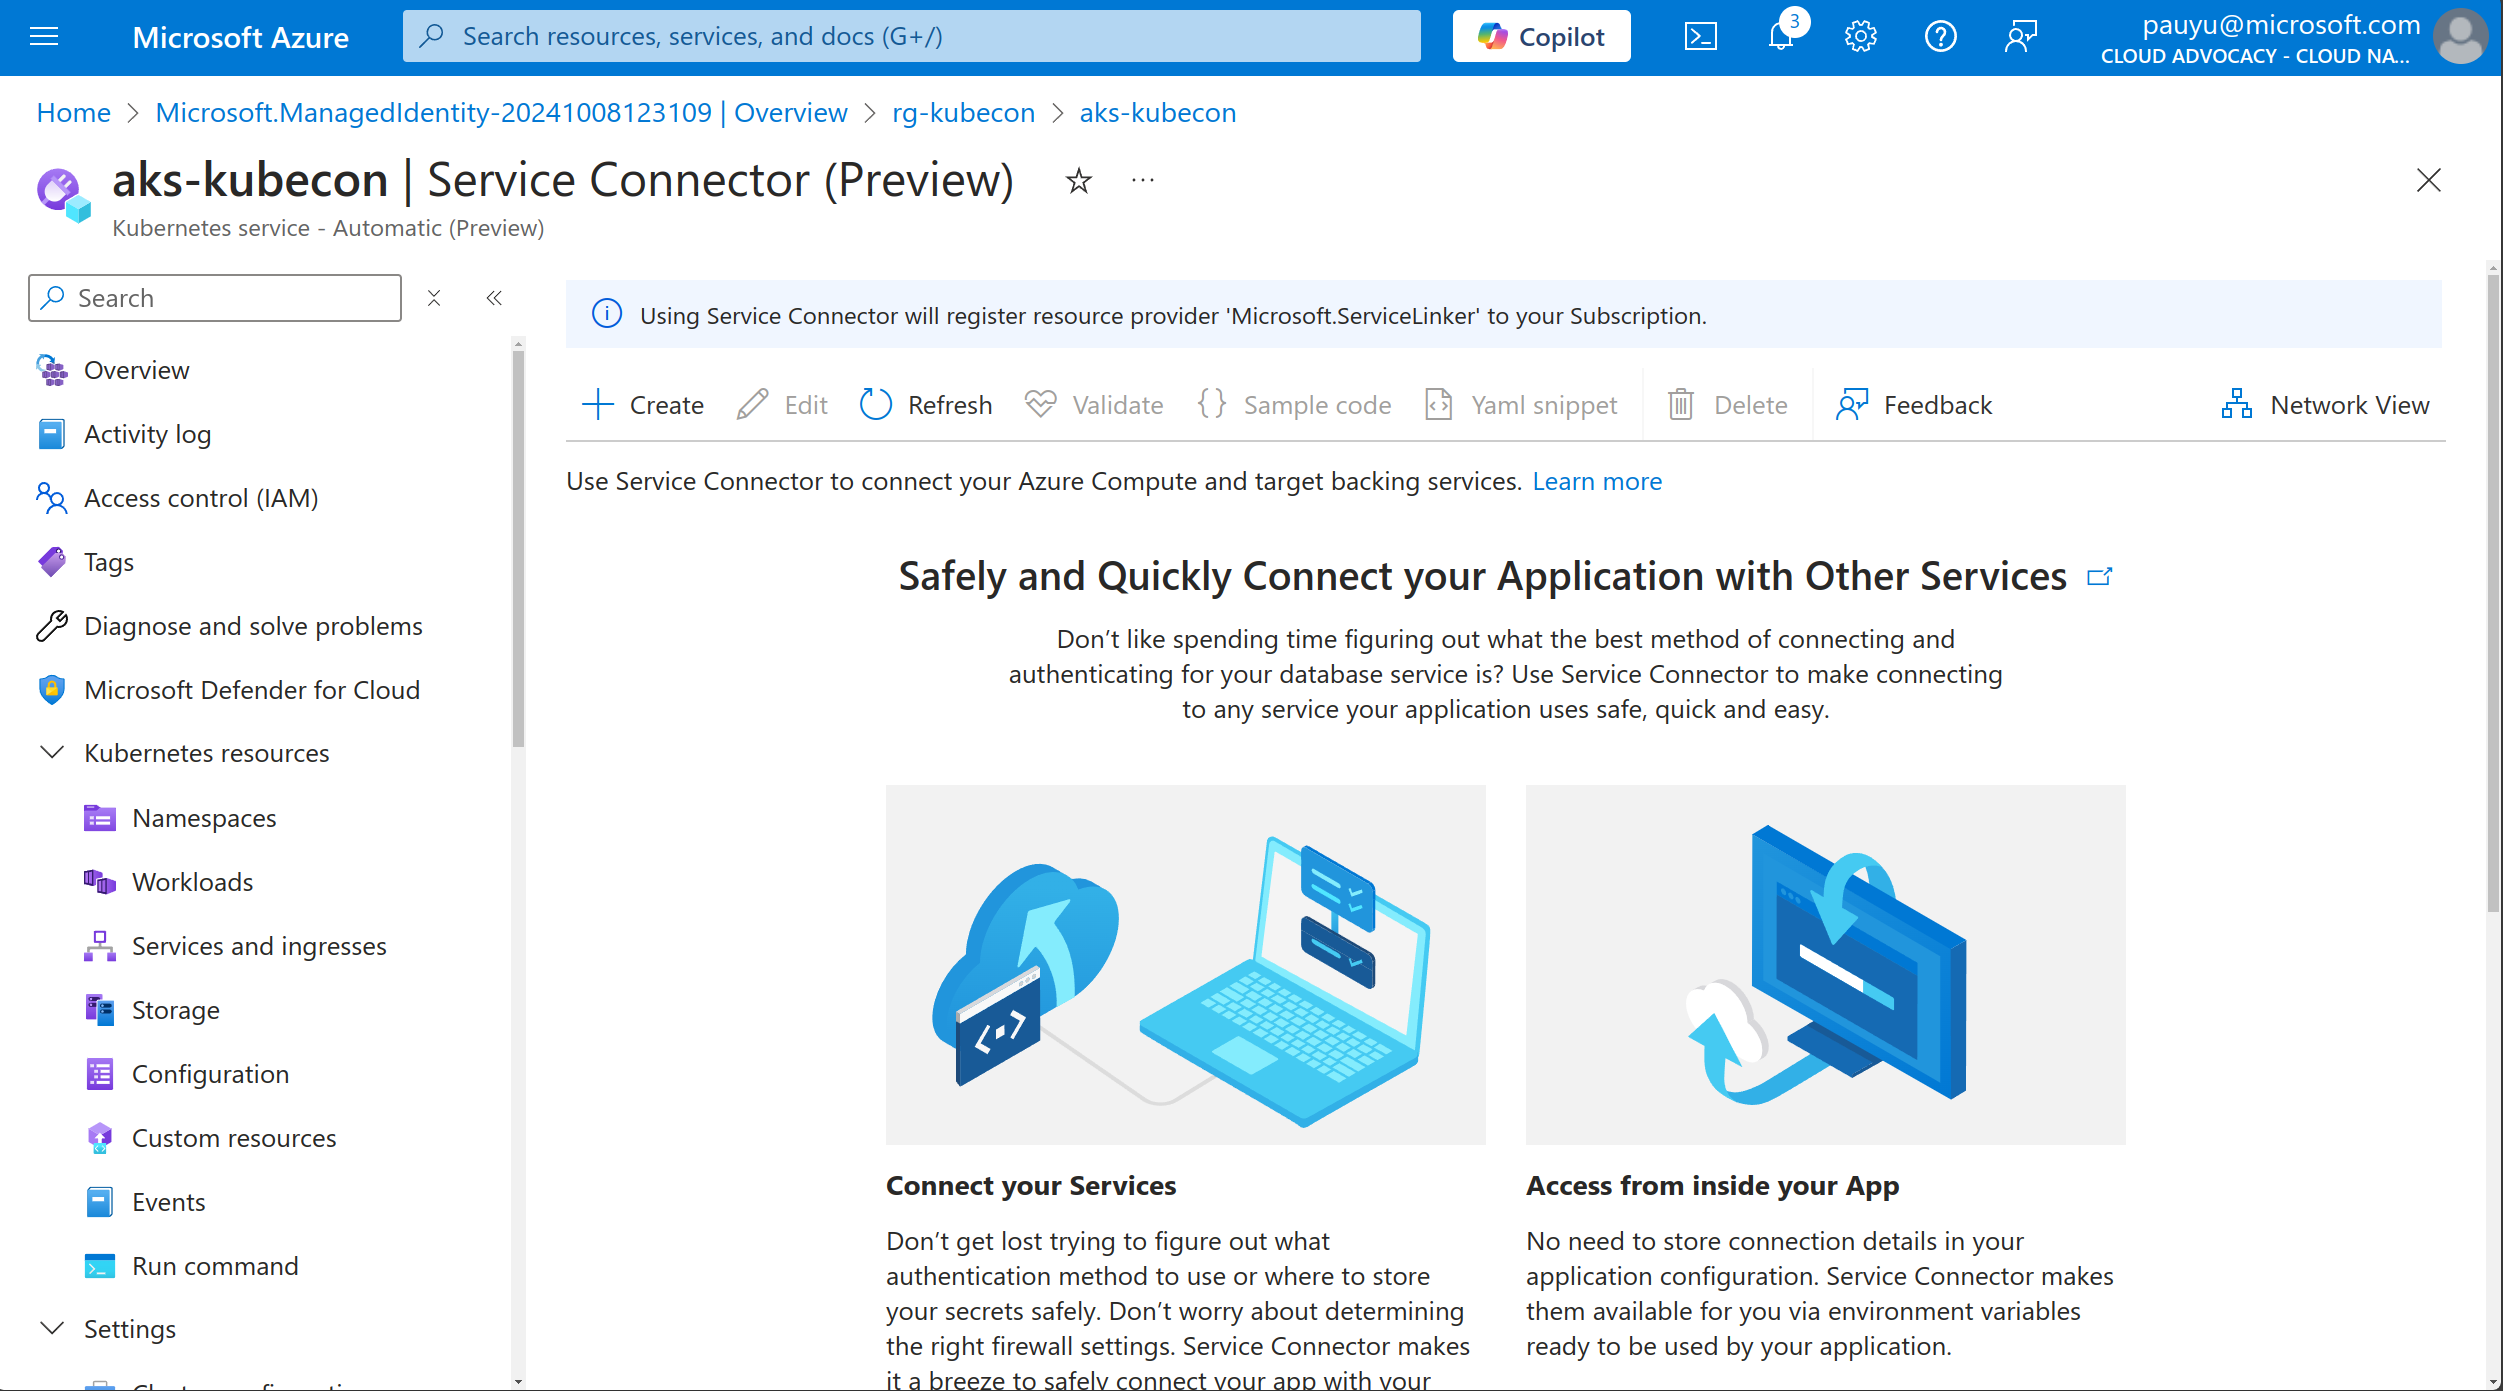 Microsoft Azure
Search resources, services, and docs (G+/)
Copilot
3
pauyu@microsoft.com
CLOUD ADVOCACY - CLOUD NA...
Home > Microsoft.ManagedIdentity-20241008123109 | Overview > rg-kubecon > aks-kubecon
aks-kubecon | Service Connector (Preview)
Kubernetes service - Automatic (Preview)
Search
Overview
Activity log
Access control (IAM)
Tags
Diagnose and solve problems
Microsoft Defender for Cloud
Kubernetes resources
Namespaces
Workloads
Services and ingresses
Storage
Configuration
Custom resources
Events
Run command
Settings
Using Service Connector will register resource provider 'Microsoft.ServiceLinker' to your Subscription.
Create Edit Refresh Validate Sample code Yaml snippet Delete Feedback Network View
Use Service Connector to connect your Azure Compute and target backing services. Learn more
Safely and Quickly Connect your Application with Other Services
Don’t like spending time figuring out what the best method of connecting and
authenticating for your database service is? Use Service Connector to make connecting
to any service your application uses safe, quick and easy.
Connect your Services
Don’t get lost trying to figure out what
authentication method to use or where to store
your secrets safely. Don’t worry about determining
the right firewall settings. Service Connector makes
it a breeze to safely connect your app with your
Access from inside your App
No need to store connection details in your
application configuration. Service Connector makes
them available for you via environment variables
ready to be used by your application.